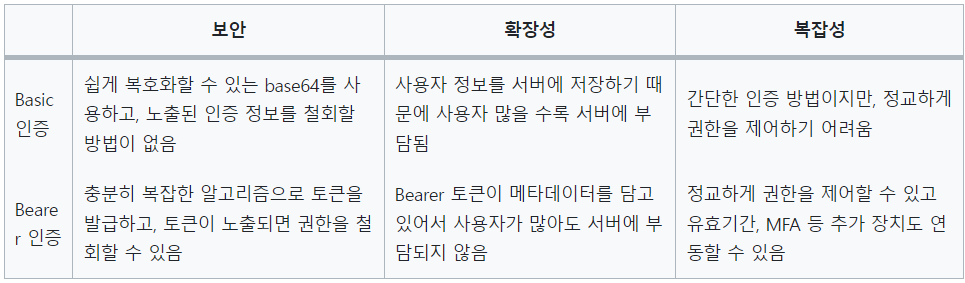 보안
확장성
복잡성
Basic
인증
쉽게 복호화할 수 있는 base64를 사
용하고, 노출된 인증 정보를 철회할
방법이 없음
사용자 정보를 서버에 저장하기 때
문에 사용자 많을 수록 서버에 부
담됨
간단한 인증 방법이지만, 정교하게
권한을 제어하기 어려움
Beare
r 인증
충분히 복잡한 알고리즘으로 토큰을
발급하고, 토큰이 노출되면 권한을 철
회할 수 있음
Bearer 토큰이 메타데이터를 담고
있어서 사용자가 많아도 서버에 부
담되지 않음
정교하게 권한을 제어할 수 있고
유효기간, MFA 등 추가 장치도 연
동할 수 있음